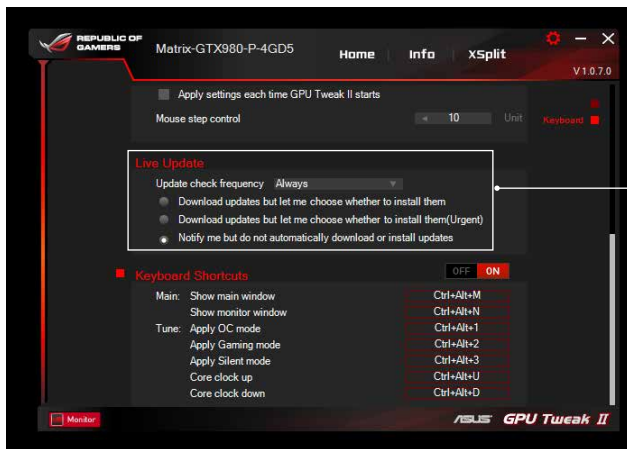 REPUBLIC OF
GAMERS
Matrix-GTX980-P-4GD5
Home
Info
XSplit
V1.0.7.0
Apply settings each time GPU Tweak II starts
Mouse step control
10
Unit
Keyboard
Live Update
Update check frequency Always
Download updates but let me choose whether to install them
Download updates but let me choose whether to install them(Urgent)
Notify me but do not automatically download or install updates
Keyboard Shortcuts
OFF ON
Main: Show main window Ctrl+Alt+M
Show monitor window Ctrl+Alt+N
Tune: Apply OC mode Ctrl+Alt+1
Apply Gaming mode Ctrl+Alt+2
Apply Silent mode Ctrl+Alt+3
Core clock up Ctrl+Alt+U
Core clock down Ctrl+Alt+D
Monitor
ASUS GPU Tweak II